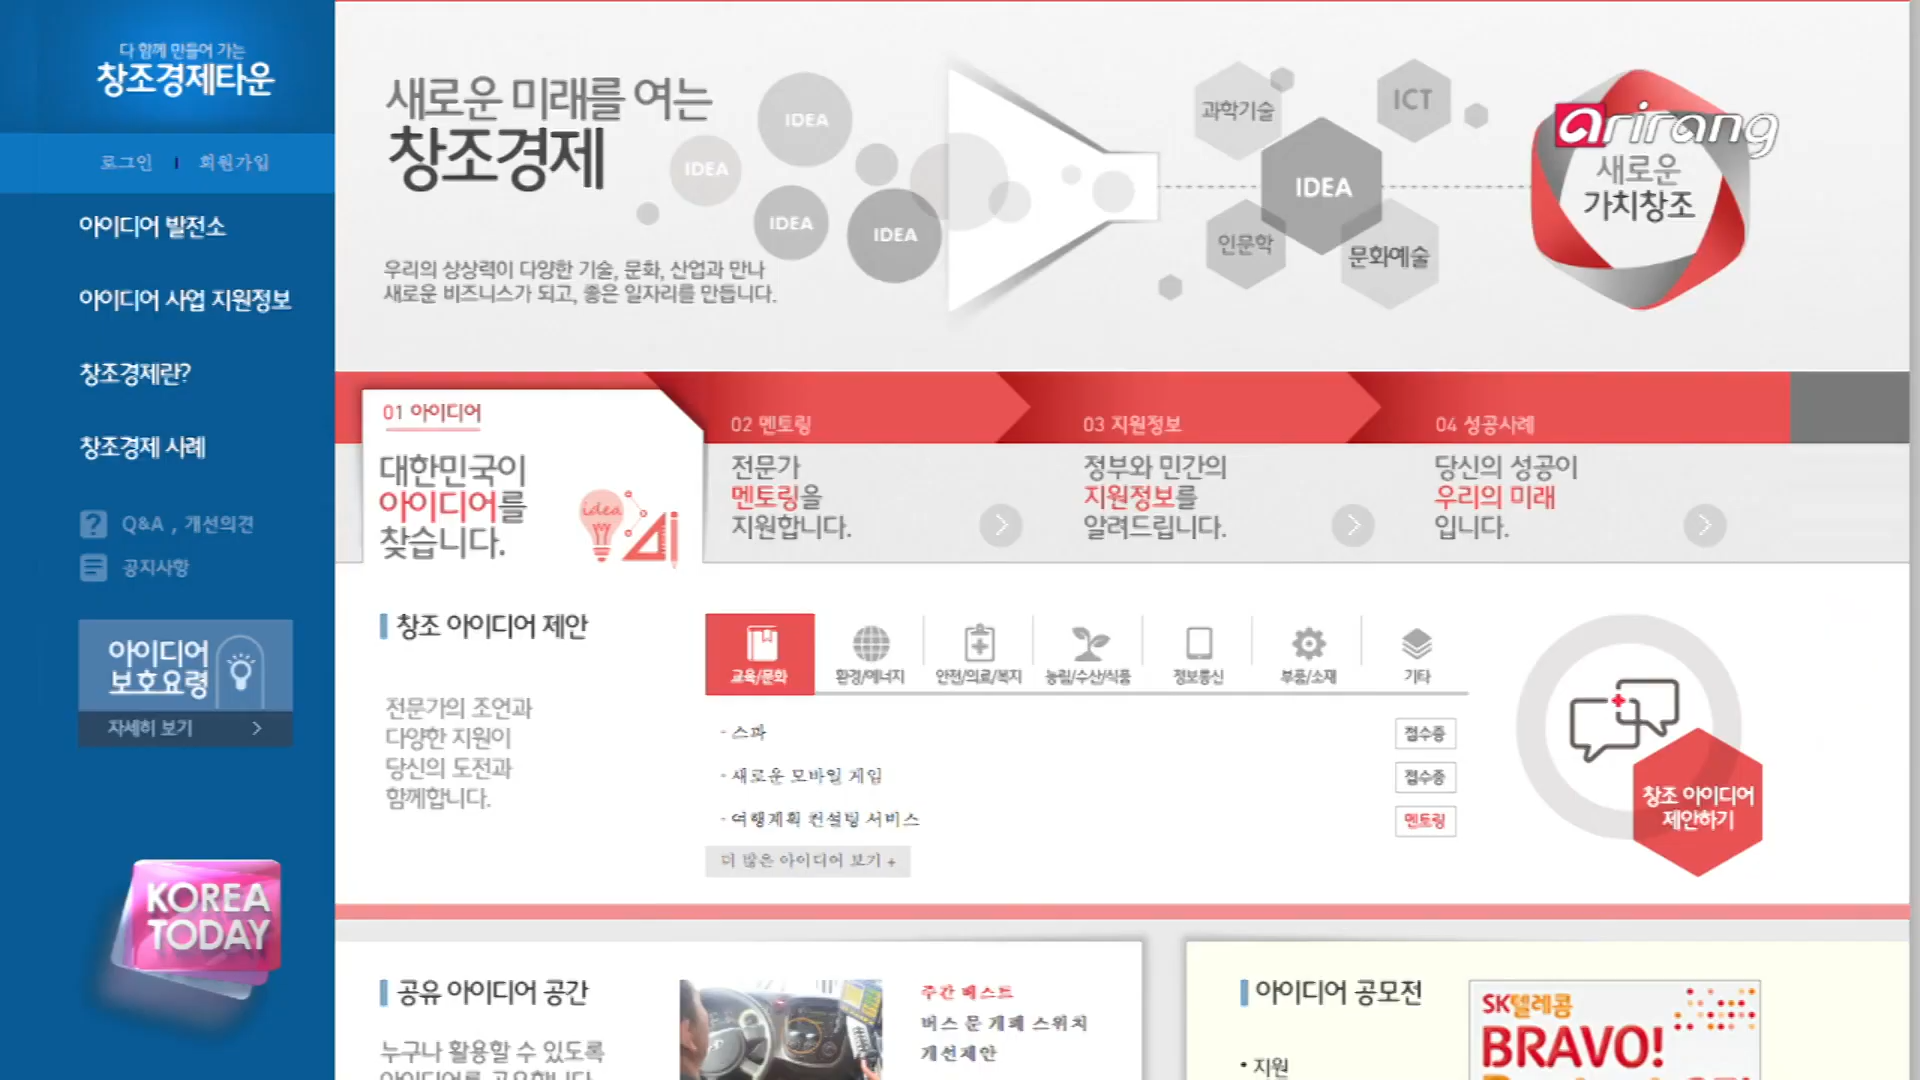 다 함께 만들어 가는
창조경제타운
로그인 | 회원가입
아이디어 발전소
아이디어 사업 지원정보
창조경제란?
창조경제 사례
Q&A , 개선의견
공지사항
아이디어
보호요령
자세히 보기
KOREA
TODAY
새로운 미래를 여는
창조경제
우리의 상상력이 다양한 기술, 문화, 산업과 만나
새로운 비즈니스가 되고, 좋은 일자리를 만듭니다.
IDEA
IDEA
IDEA
IDEA
과학기술
ICT
IDEA
인문학
문화예술
arirang
새로운
가치창조
01 아이디어
대한민국이
아이디어를
찾습니다.
idea
02 멘토링
전문가
멘토링을
지원합니다.
03 지원정보
정부와 민간의
지원정보를
알려드립니다.
04 성공사례
당신의 성공이
우리의 미래
입니다.
창조 아이디어 제안
전문가의 조언과
다양한 지원이
당신의 도전과
함께합니다.
교육/문화
환경/에너지
안전/의료/복지
농림/수산/식품
정보통신
부품/소재
기타
- 스파
접수중
- 새로운 모바일 게임
접수중
- 여행계획 컨설팅 서비스
멘토링
더 많은 아이디어 보기 +
창조 아이디어
제안하기
공유 아이디어 공간
누구나 활용할 수 있도록
아이디어를 공유합니다
주간 베스트
버스 문 개폐 스위치
개선제안
아이디어 공모전
• 지원
SK텔레콤
BRAVO!